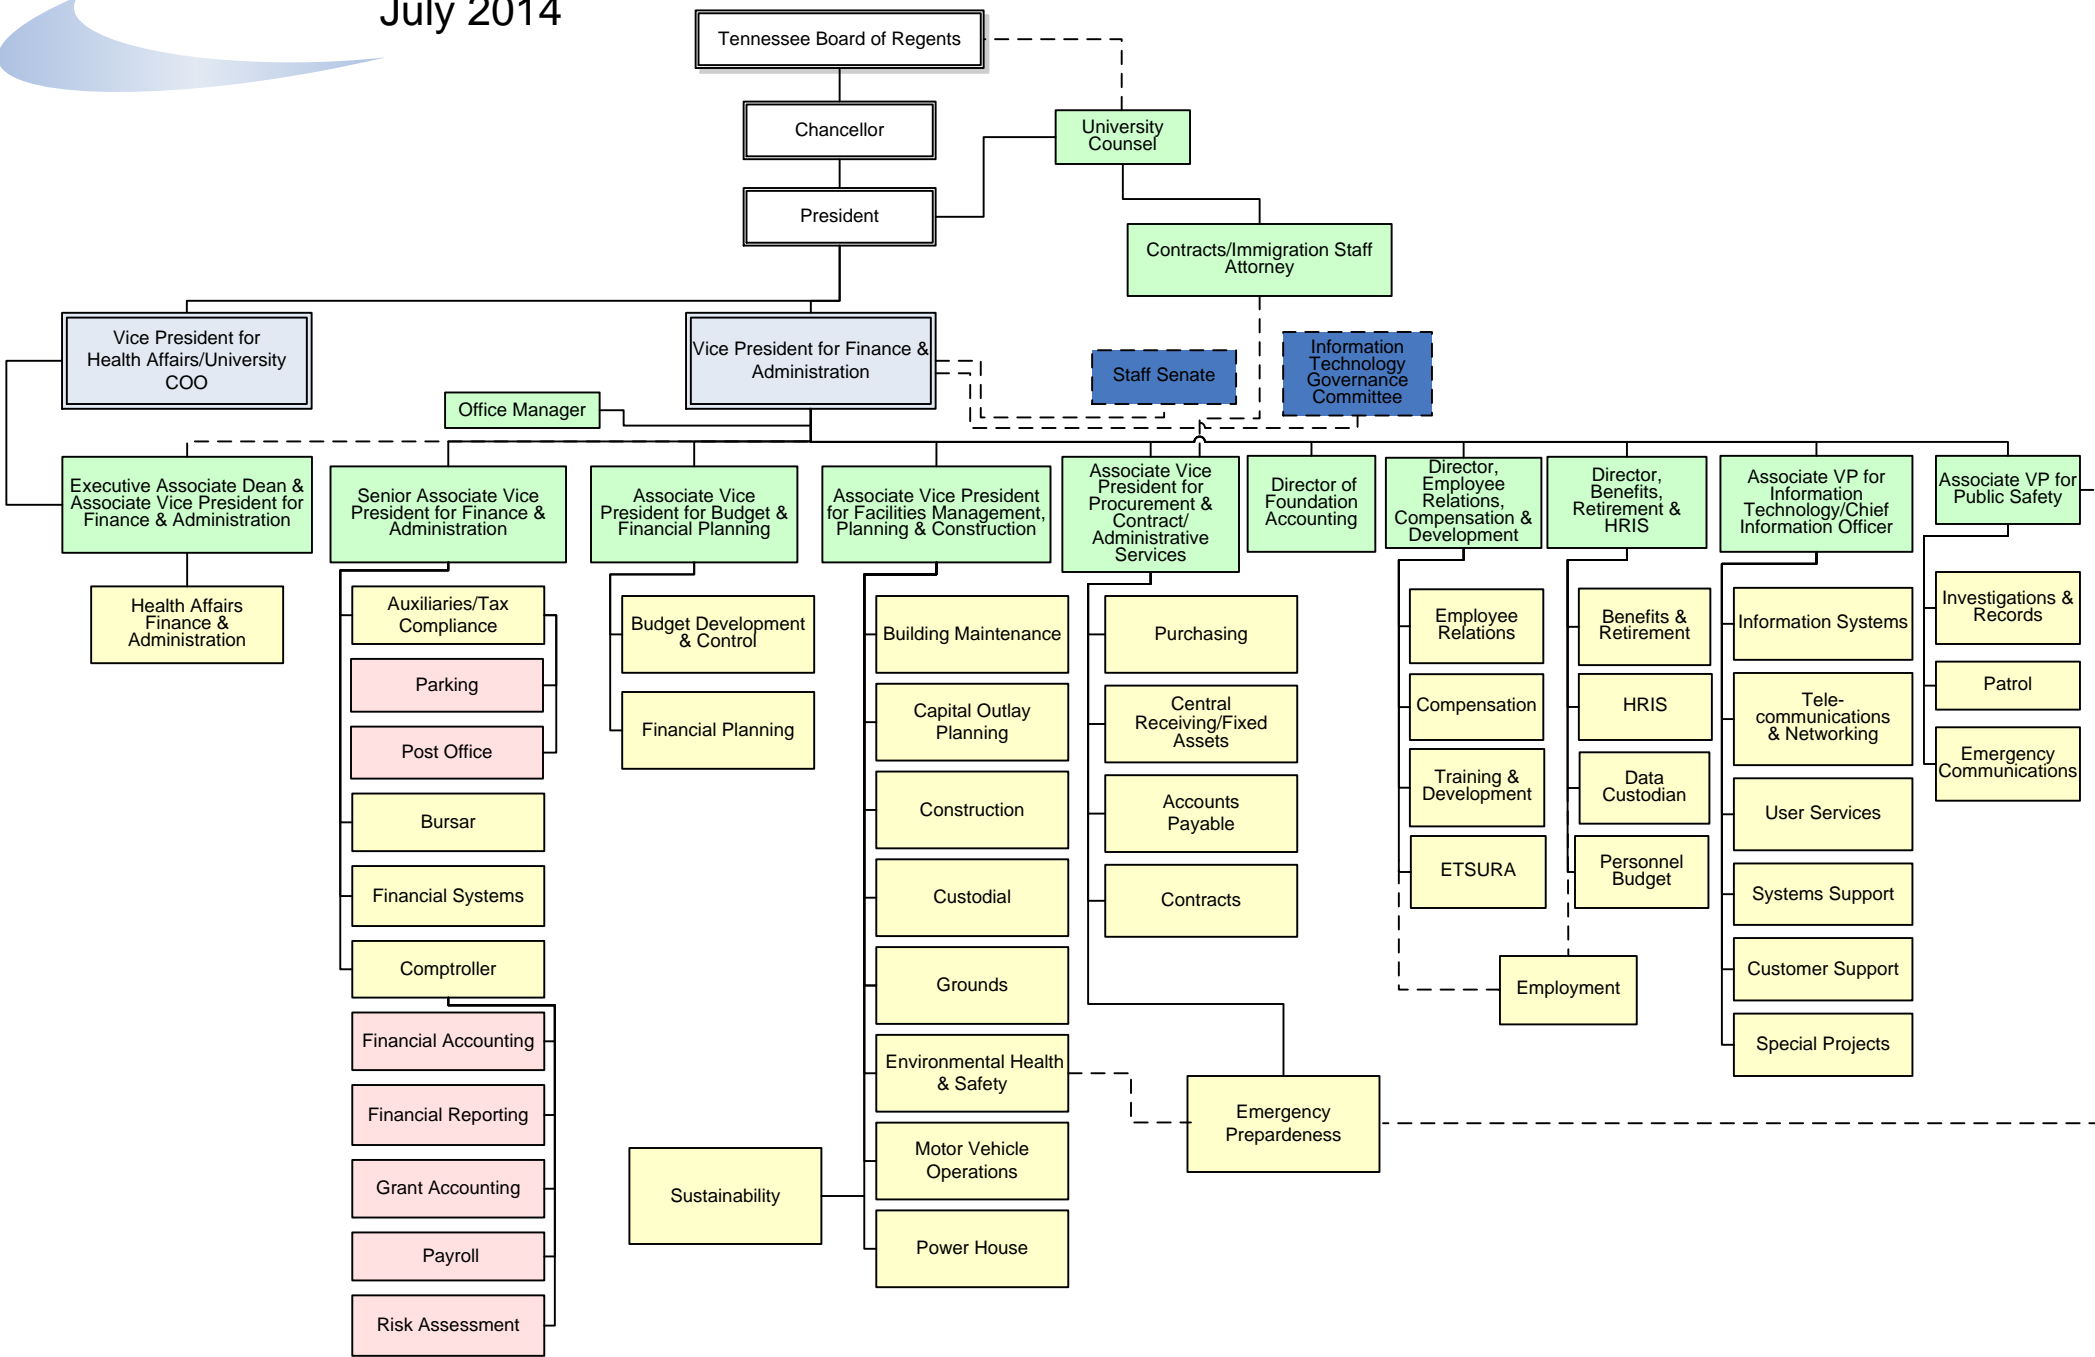 July 2014
Tennessee Board of Regents
Chancellor
University
Counsel
President
Contracts/Immigration Staff
Attorney
Vice President for
Health Affairs/University
COO
Vice President for Finance &
Administration
Staff Senate
Information
Technology
Governance
Committee
Office Manager
Executive Associate Dean &
Associate Vice President for
Finance & Administration
Senior Associate Vice
President for Finance &
Administration
Associate Vice
President for Budget &
Financial Planning
Associate Vice President
for Facilities Management,
Planning & Construction
Associate Vice
President for
Procurement &
Contract/
Administrative
Services
Director of
Foundation
Accounting
Director,
Employee
Relations,
Compensation &
Development
Director,
Benefits,
Retirement &
HRIS
Associate VP for
Information
Technology/Chief
Information Officer
Associate VP for
Public Safety
Health Affairs
Finance &
Administration
Auxiliaries/Tax
Compliance
Parking
Post Office
Bursar
Financial Systems
Comptroller
Financial Accounting
Financial Reporting
Grant Accounting
Payroll
Risk Assessment
Budget Development
& Control
Financial Planning
Building Maintenance
Capital Outlay
Planning
Construction
Custodial
Grounds
Environmental Health
& Safety
Motor Vehicle
Operations
Power House
Sustainability
Purchasing
Central
Receiving/Fixed
Assets
Accounts
Payable
Contracts
Emergency
Prepardeness
Employee
Relations
Compensation
Training &
Development
ETSURA
Benefits &
Retirement
HRIS
Data
Custodian
Personnel
Budget
Employment
Information Systems
Tele-
communications
& Networking
User Services
Systems Support
Customer Support
Special Projects
Investigations &
Records
Patrol
Emergency
Communications